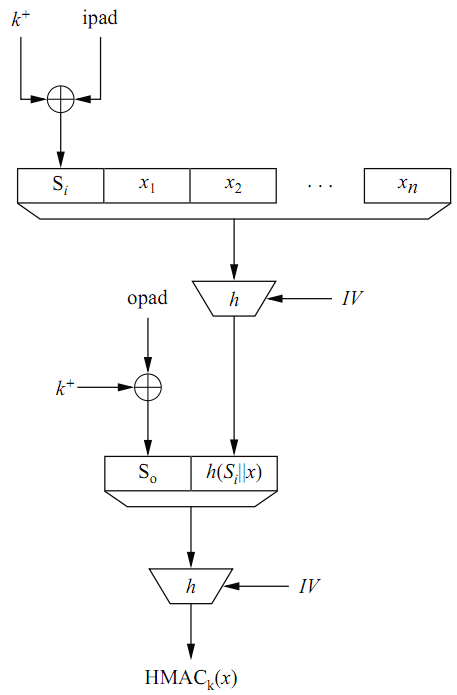 k⁺ ipad
Sᵢ x₁ x₂ . . . xₙ
h IV
opad
k⁺
Sₒ h(Sᵢ||x)
h IV
HMACₖ(x)